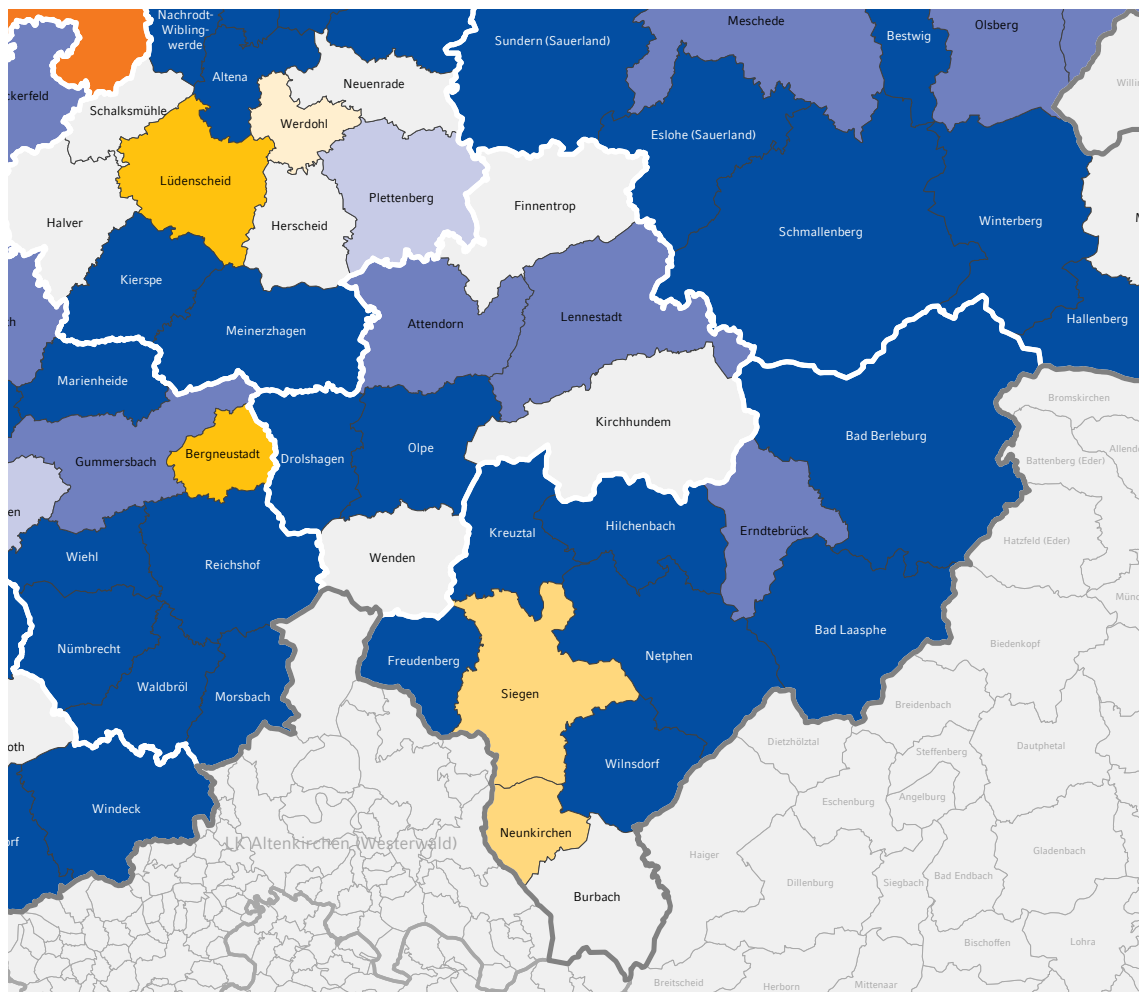 Nachrodt-
Wibling-
werde
Meschede
Olsberg
Bestwig
Sundern (Sauerland)
Altena
Neuenrade
ckerfeld
Schalksmühle
Werdohl
Eslohe (Sauerland)
Lüdenscheid
Plettenberg
Finnentrop
Halver
Herscheid
Schmallenberg
Winterberg
Kierspe
Meinerzhagen
Attendorn
Lennestadt
Hallenberg
Marienheide
Bromskirchen
Kirchhundem
Bad Berleburg
Gummersbach
Bergneustadt
Drolshagen
Olpe
Battenberg (Eder)
en
Kreuztal
Hilchenbach
Erndtebrück
Hatzfeld (Eder)
Wiehl
Reichshof
Wenden
Nümbrecht
Freudenberg
Netphen
Bad Laasphe
Biedenkopf
Waldbröl
Morsbach
Siegen
Breidenbach
oth
Dietzhölztal
Steffenberg
Dautphetal
Wilnsdorf
Windeck
Eschenburg
Angelburg
Neunkirchen
orf
LK Altenkirchen (Westerwald)
Haiger
Gladenbach
Dillenburg
Siegbach
Bad Endbach
Burbach
Bischoffen
Lohra
Breitscheid
Herborn
Mittenaar